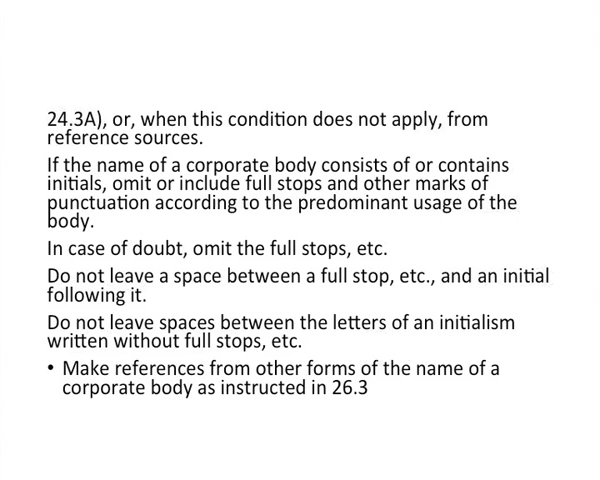 24.3A), or, when this condition does not apply, from
reference sources.
If the name of a corporate body consists of or contains
initials, omit or include full stops and other marks of
punctuation according to the predominant usage of the
body.
In case of doubt, omit the full stops, etc.
Do not leave a space between a full stop, etc., and an initial
following it.
Do not leave spaces between the letters of an initialism
written without full stops, etc.
• Make references from other forms of the name of a
corporate body as instructed in 26.3